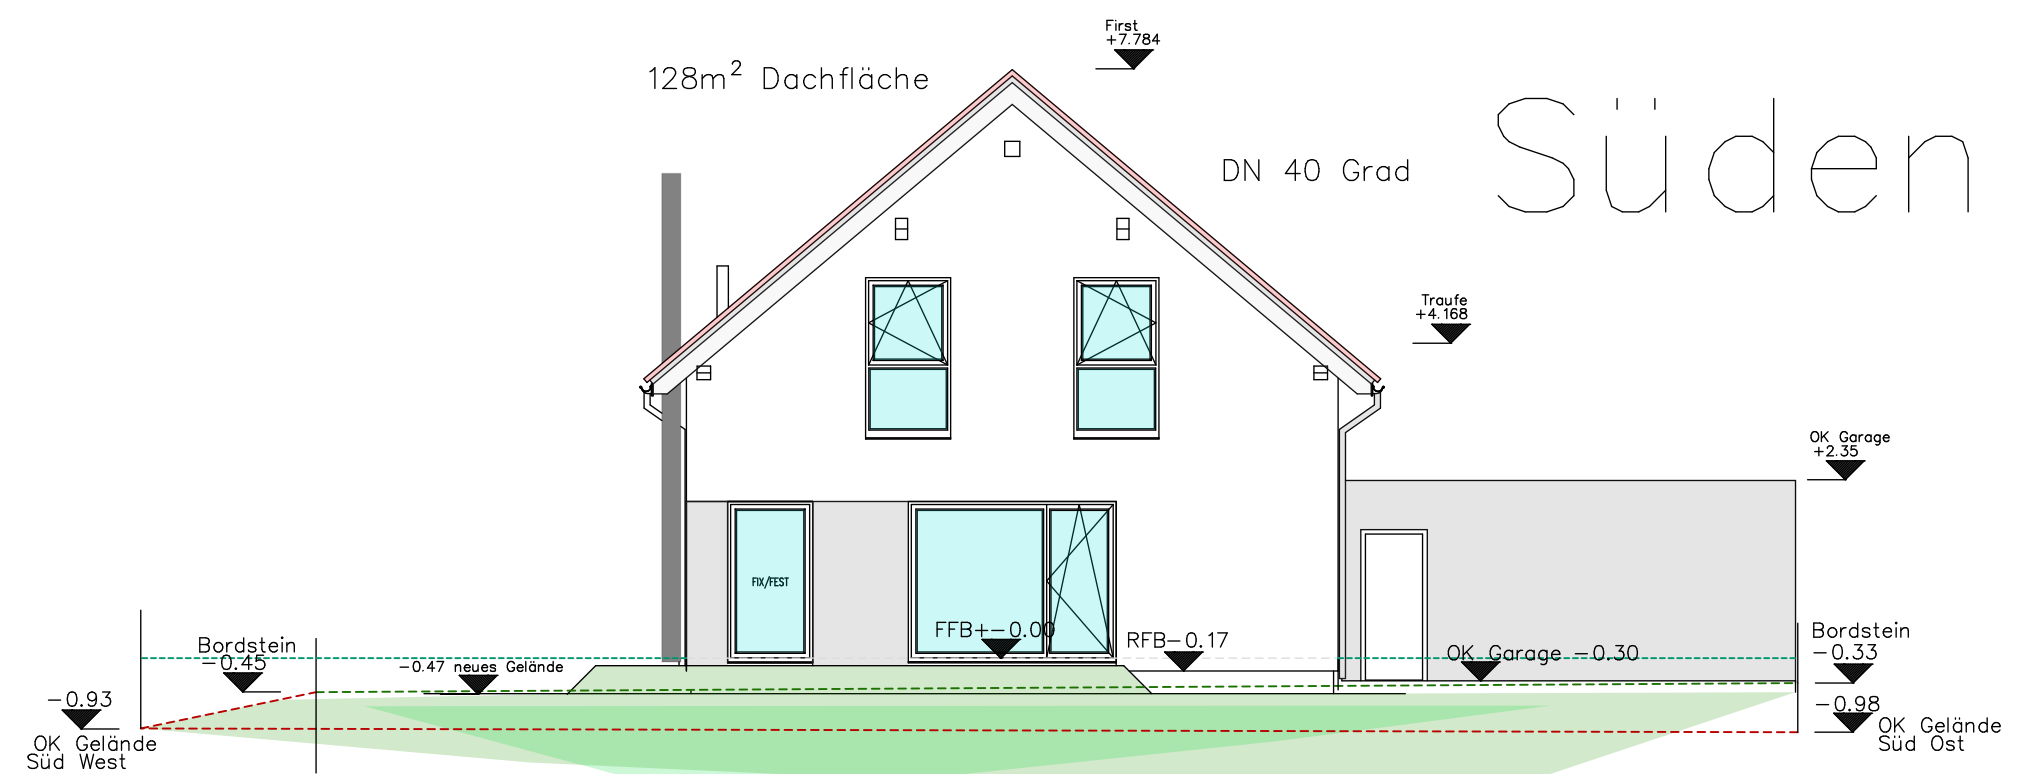 First
+7.784
128m² Dachfläche
Süden
DN 40 Grad
Traufe
+4.168
OK Garage
+2.35
FIX/FEST
FFB+-0.00
RFB-0.17
Bordstein
-0.45
-0.47 neues Gelände
OK Garage -0.30
Bordstein
-0.33
-0.93
OK Gelände
Süd West
-0.98
OK Gelände
Süd Ost